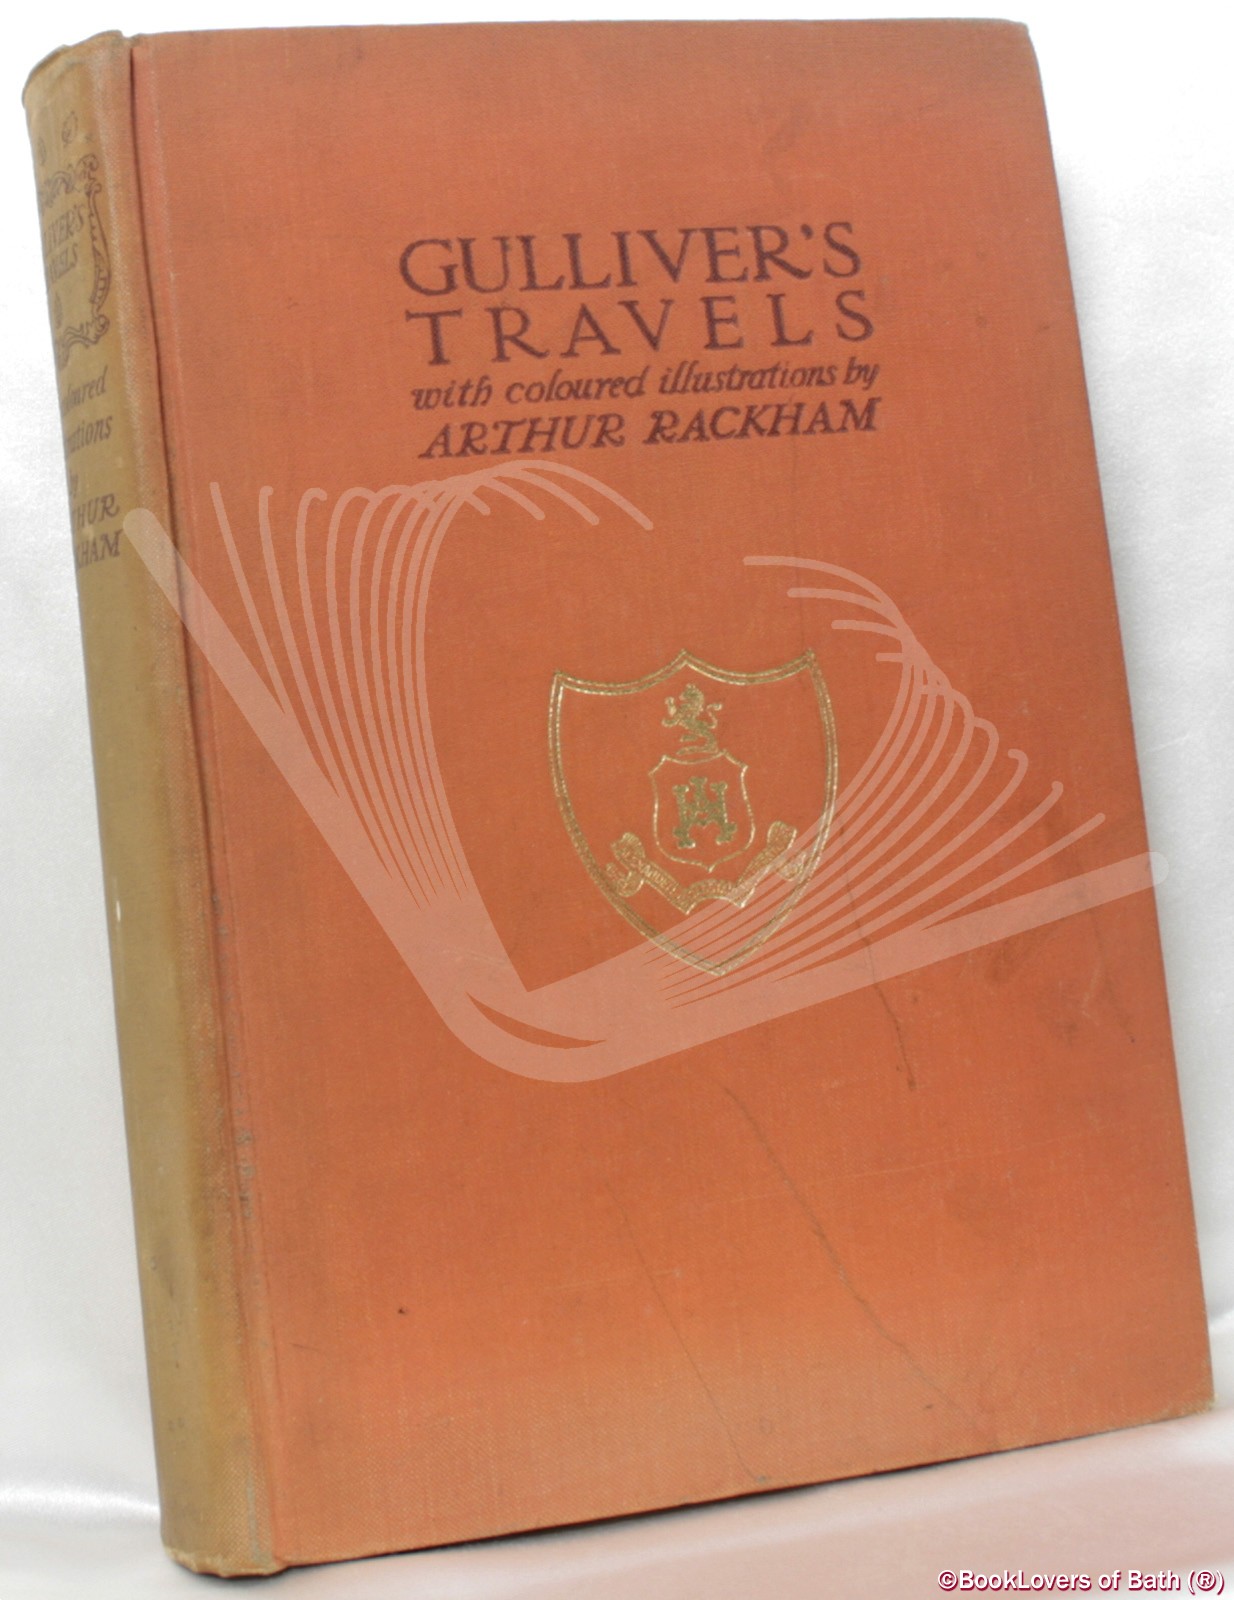 GULLIVER'S
TRAVELS
with coloured illustrations by
ARTHUR RACKHAM
©BookLovers of Bath (®)